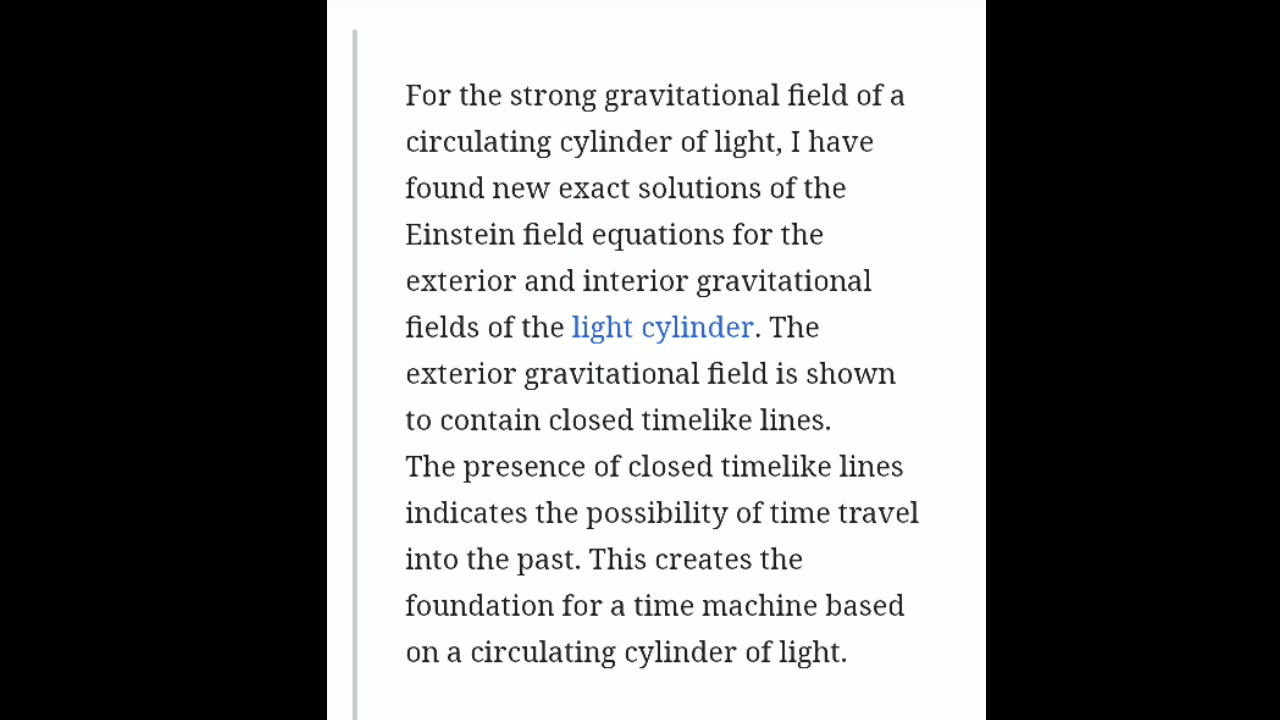 For the strong gravitational field of a
circulating cylinder of light, I have
found new exact solutions of the
Einstein field equations for the
exterior and interior gravitational
fields of the light cylinder. The
exterior gravitational field is shown
to contain closed timelike lines.
The presence of closed timelike lines
indicates the possibility of time travel
into the past. This creates the
foundation for a time machine based
on a circulating cylinder of light.